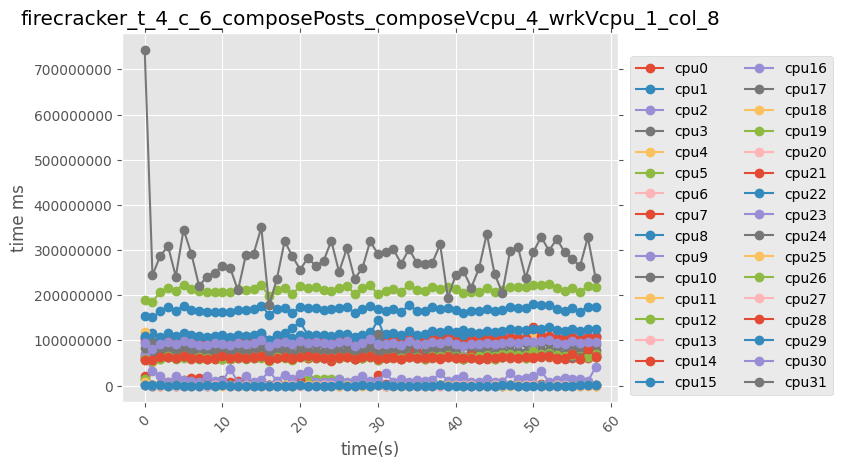 firecracker_t_4_c_6_composePosts_composeVcpu_4_wrkVcpu_1_col_8
700000000
600000000
500000000
400000000
300000000
200000000
100000000
0
time ms
0 10 20 30 40 50 60
time(s)
cpu0 cpu16
cpu1 cpu17
cpu2 cpu18
cpu3 cpu19
cpu4 cpu20
cpu5 cpu21
cpu6 cpu22
cpu7 cpu23
cpu8 cpu24
cpu9 cpu25
cpu10 cpu26
cpu11 cpu27
cpu12 cpu28
cpu13 cpu29
cpu14 cpu30
cpu15 cpu31